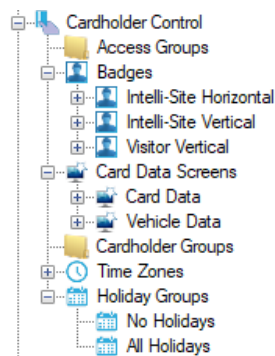 Cardholder Control
Access Groups
Badges
Intelli-Site Horizontal
Intelli-Site Vertical
Visitor Vertical
Card Data Screens
Card Data
Vehicle Data
Cardholder Groups
Time Zones
Holiday Groups
No Holidays
All Holidays